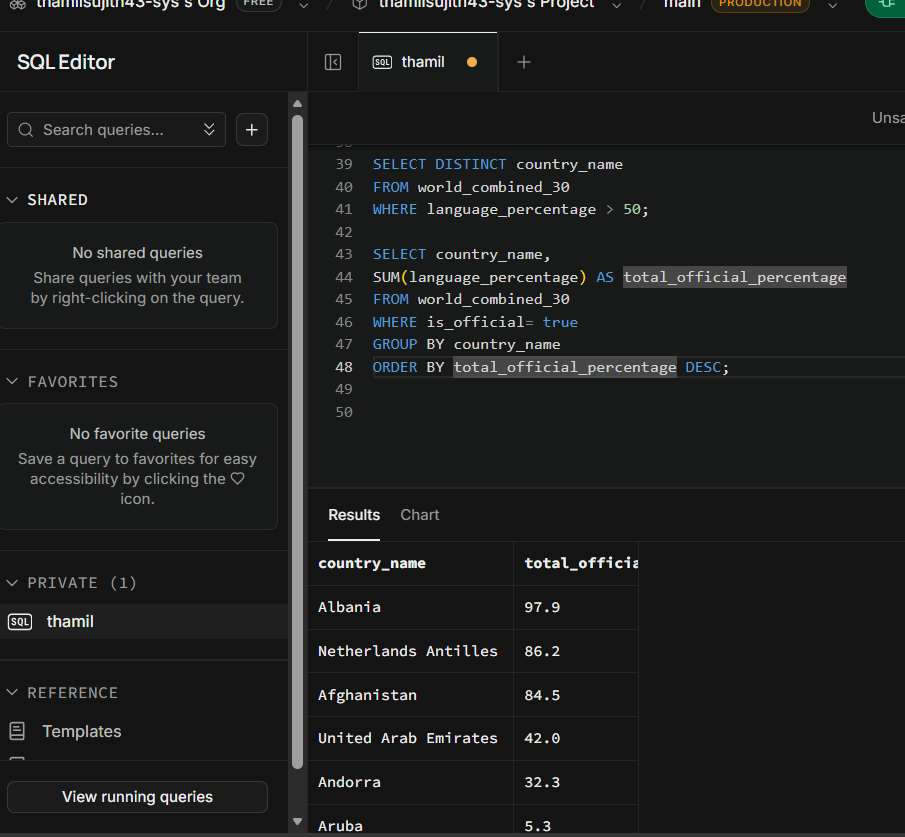 thamilsujith43-sys's Org FREE / thamilsujith43-sys's Project / main PRODUCTION
SQL Editor
SQL thamil
Search queries...
Unsa
SHARED
No shared queries
Share queries with your team
by right-clicking on the query.
FAVORITES
No favorite queries
Save a query to favorites for easy
accessibility by clicking the
icon.
PRIVATE (1)
SQL thamil
REFERENCE
Templates
View running queries
39 SELECT DISTINCT country_name
40 FROM world_combined_30
41 WHERE language_percentage > 50;
42
43 SELECT country_name,
44 SUM(language_percentage) AS total_official_percentage
45 FROM world_combined_30
46 WHERE is_official= true
47 GROUP BY country_name
48 ORDER BY total_official_percentage DESC;
49
50
Results Chart
country_name total_officia
Albania 97.9
Netherlands Antilles 86.2
Afghanistan 84.5
United Arab Emirates 42.0
Andorra 32.3
Aruba 5.3